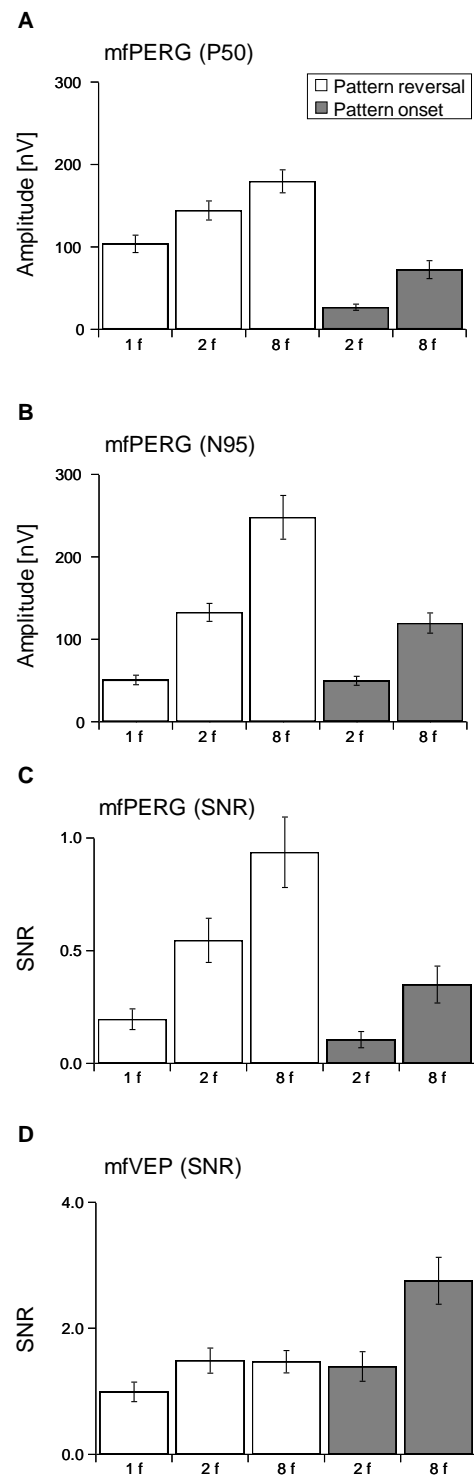 A
mfPERG (P50)
300
Pattern reversal
Pattern onset
200
Amplitude [nV]
100
0
1 f 2 f 8 f 2 f 8 f
B
mfPERG (N95)
300
200
Amplitude [nV]
100
0
1 f 2 f 8 f 2 f 8 f
C
mfPERG (SNR)
1.0
SNR
0.5
0.0
1 f 2 f 8 f 2 f 8 f
D
mfVEP (SNR)
4.0
SNR
2.0
0.0
1 f 2 f 8 f 2 f 8 f